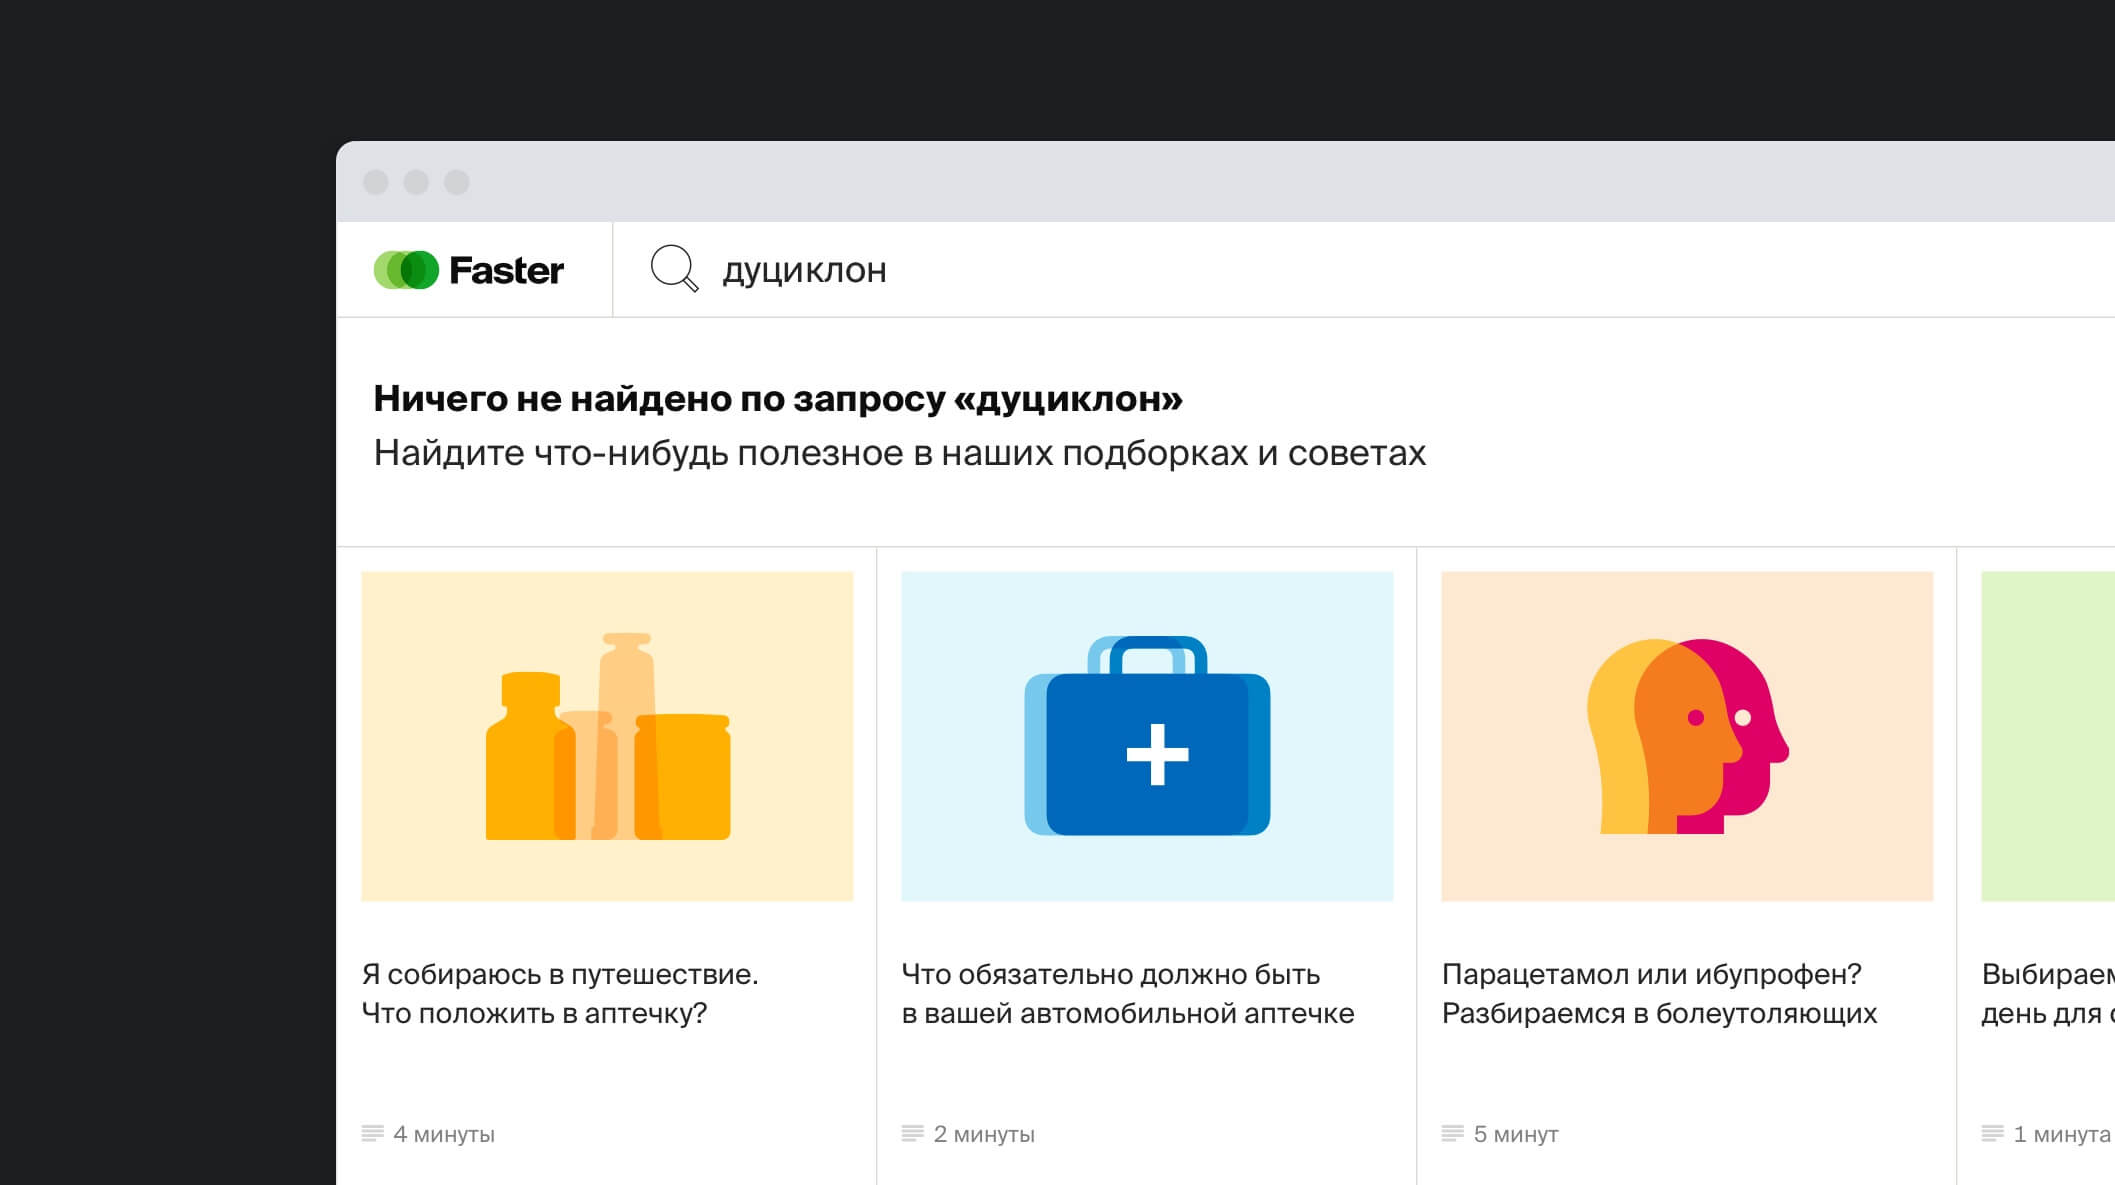 Faster
дуциклон
Ничего не найдено по запросу «дуциклон»
Найдите что-нибудь полезное в наших подборках и советах
Я собираюсь в путешествие.
Что положить в аптечку?
4 минуты
Что обязательно должно быть
в вашей автомобильной аптечке
2 минуты
Парацетамол или ибупрофен?
Разбираемся в болеутоляющих
5 минут
Выбираем
день для
1 минута